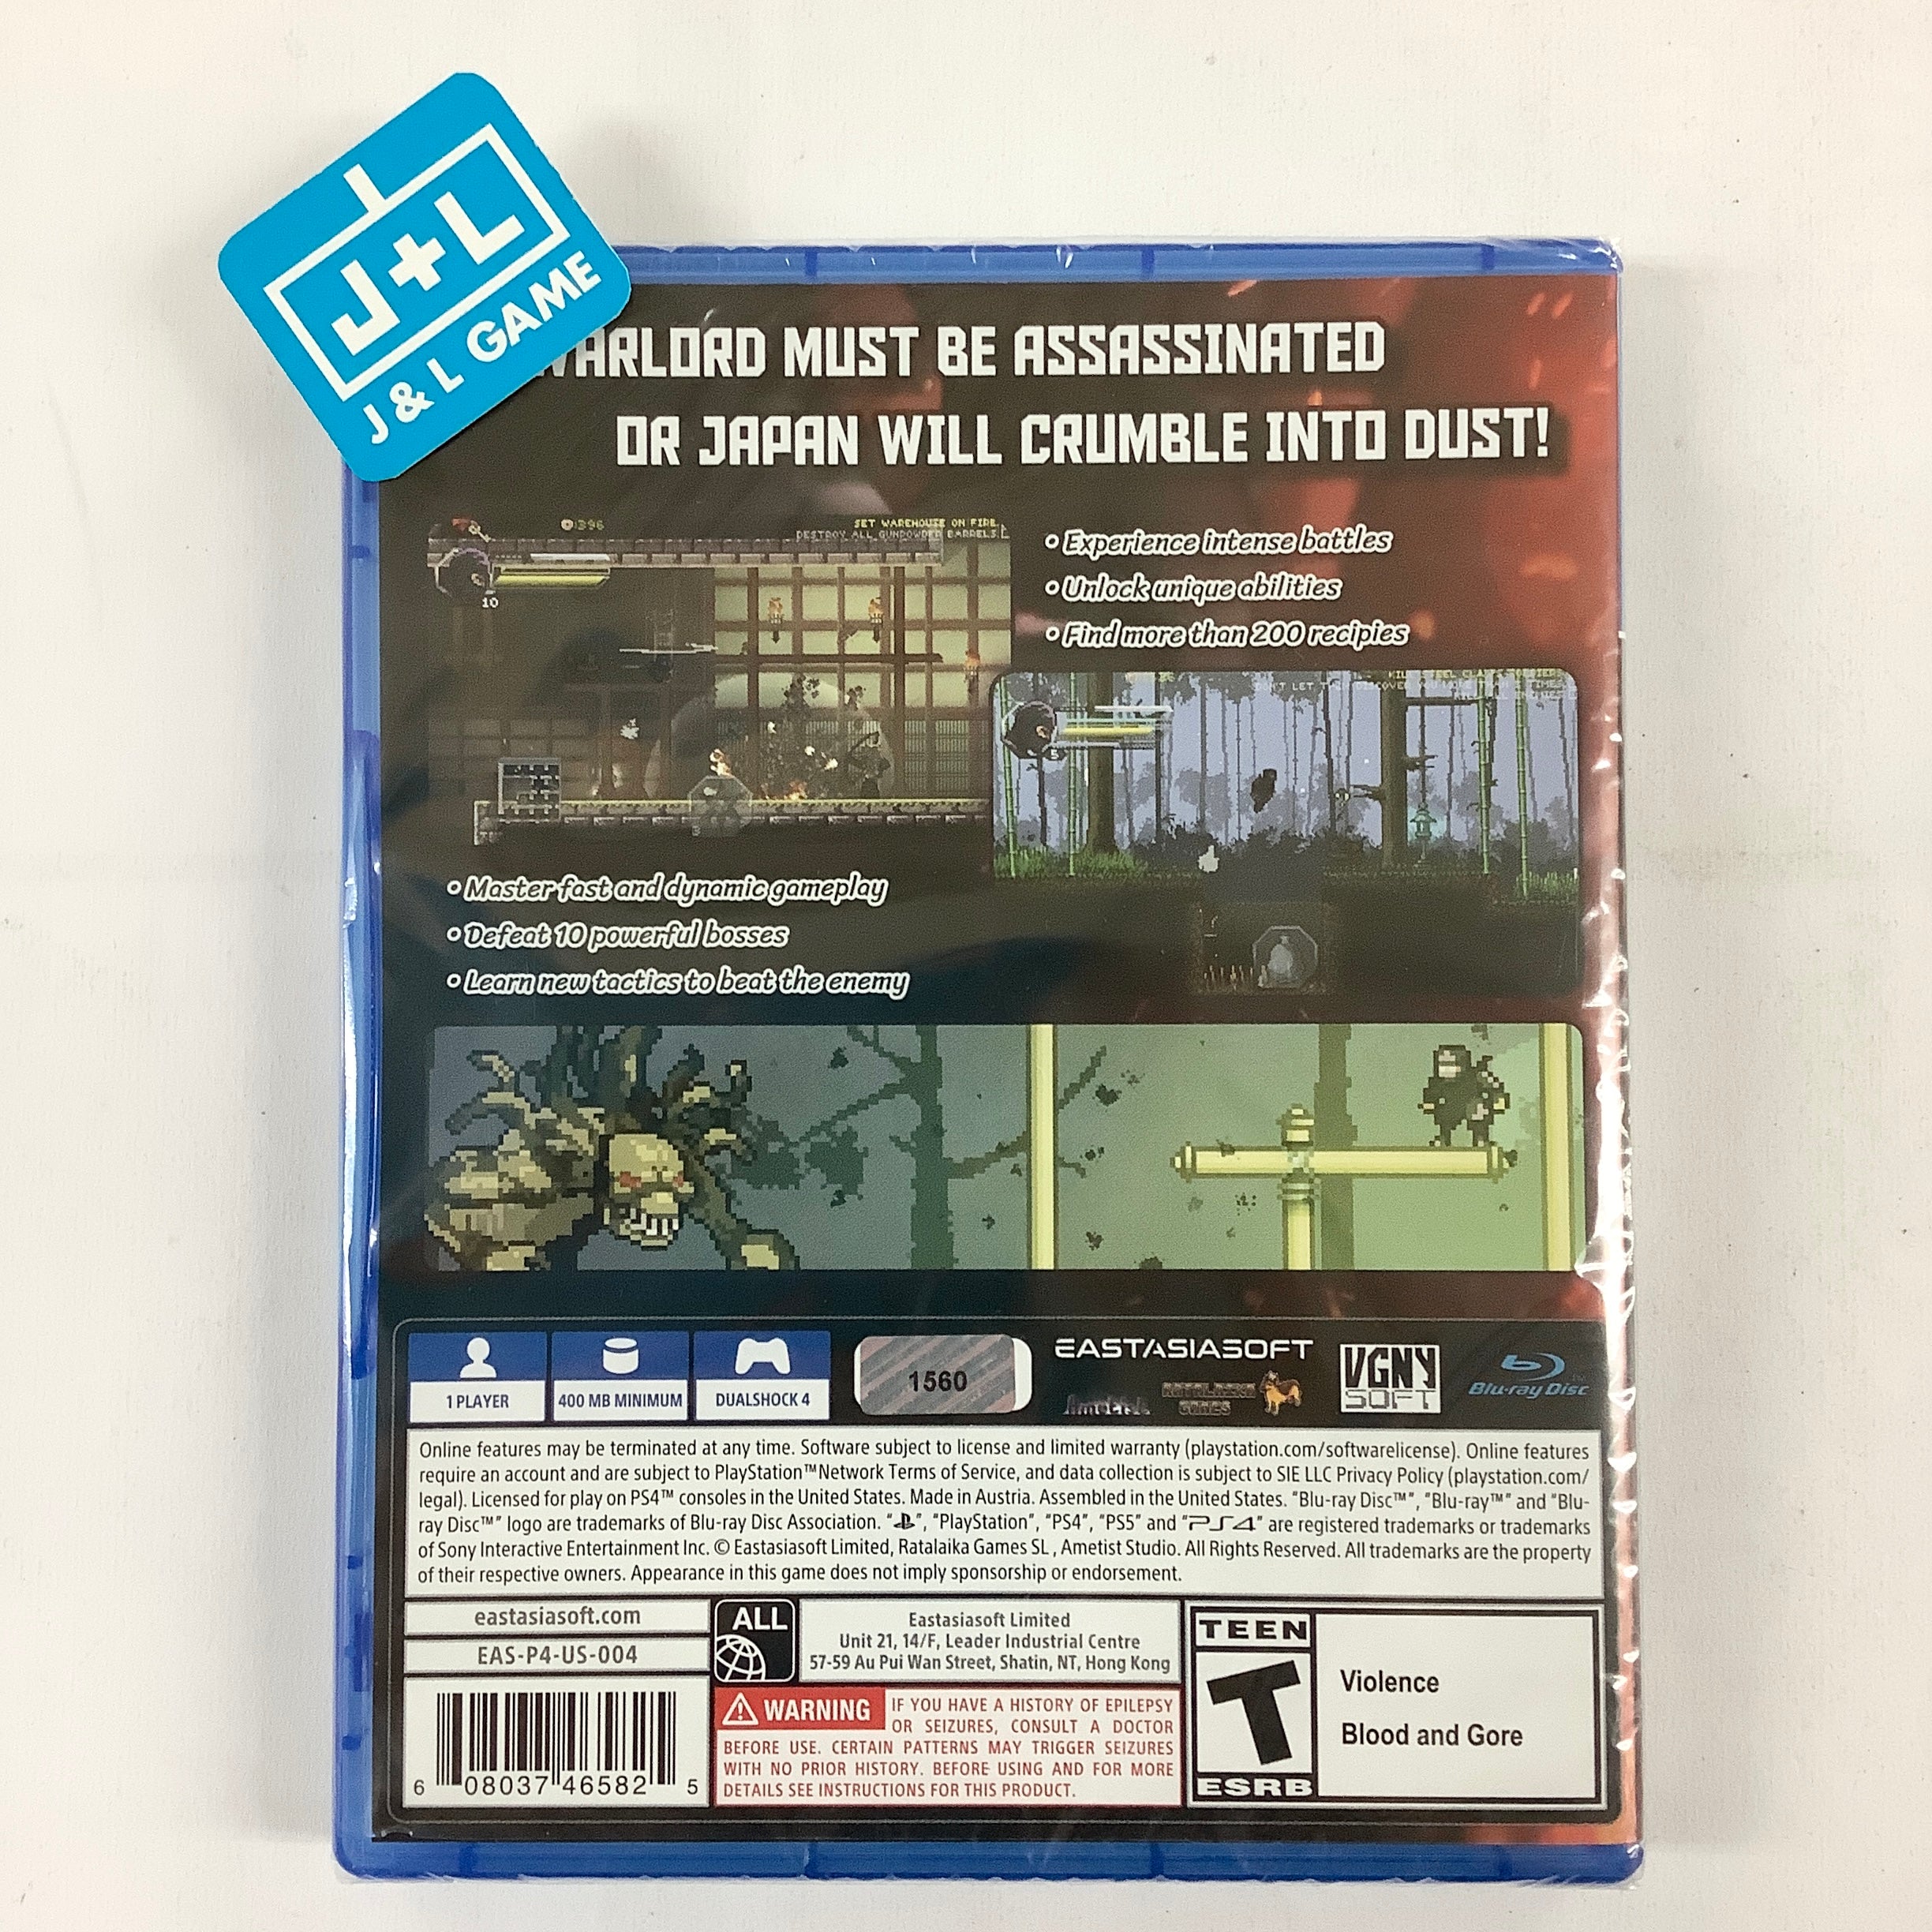 J+L
J & L GAME
WARLORD MUST BE ASSASSINATED
OR JAPAN WILL CRUMBLE INTO DUST!
396
SET WAREHOUSE ON FIRE.
DESTROY ALL GUNPOWDER BARRELS.
10
• Experience intense battles
• Unlock unique abilities
• Find more than 200 recipies
5
• Master fast and dynamic gameplay
• Defeat 10 powerful bosses
• Learn new tactics to beat the enemy
1 PLAYER
400 MB MINIMUM
DUALSHOCK 4
1560
EASTASIASOFT
Ametist
RATALAIKA
GAMES
VGNY
SOFT
Blu-ray Disc
Online features may be terminated at any time. Software subject to license and limited warranty (playstation.com/softwarelicense). Online features
require an account and are subject to PlayStation™Network Terms of Service, and data collection is subject to SIE LLC Privacy Policy (playstation.com/
legal). Licensed for play on PS4™ consoles in the United States. Made in Austria. Assembled in the United States. "Blu-ray Disc™", "Blu-ray™" and "Blu-
ray Disc™" logo are trademarks of Blu-ray Disc Association. "PS", "PlayStation", "PS4", "PS5" and "PS4" are registered trademarks or trademarks
of Sony Interactive Entertainment Inc. © Eastasiasoft Limited, Ratalaika Games SL, Ametist Studio. All Rights Reserved. All trademarks are the property
of their respective owners. Appearance in this game does not imply sponsorship or endorsement.
eastasiasoft.com
EAS-P4-US-004
ALL
Eastasiasoft Limited
Unit 21, 14/F, Leader Industrial Centre
57-59 Au Pui Wan Street, Shatin, NT, Hong Kong
WARNING IF YOU HAVE A HISTORY OF EPILEPSY
OR SEIZURES, CONSULT A DOCTOR
BEFORE USE. CERTAIN PATTERNS MAY TRIGGER SEIZURES
WITH NO PRIOR HISTORY. BEFORE USING AND FOR MORE
DETAILS SEE INSTRUCTIONS FOR THIS PRODUCT.
6 08037 46582 5
TEEN
T
ESRB
Violence
Blood and Gore